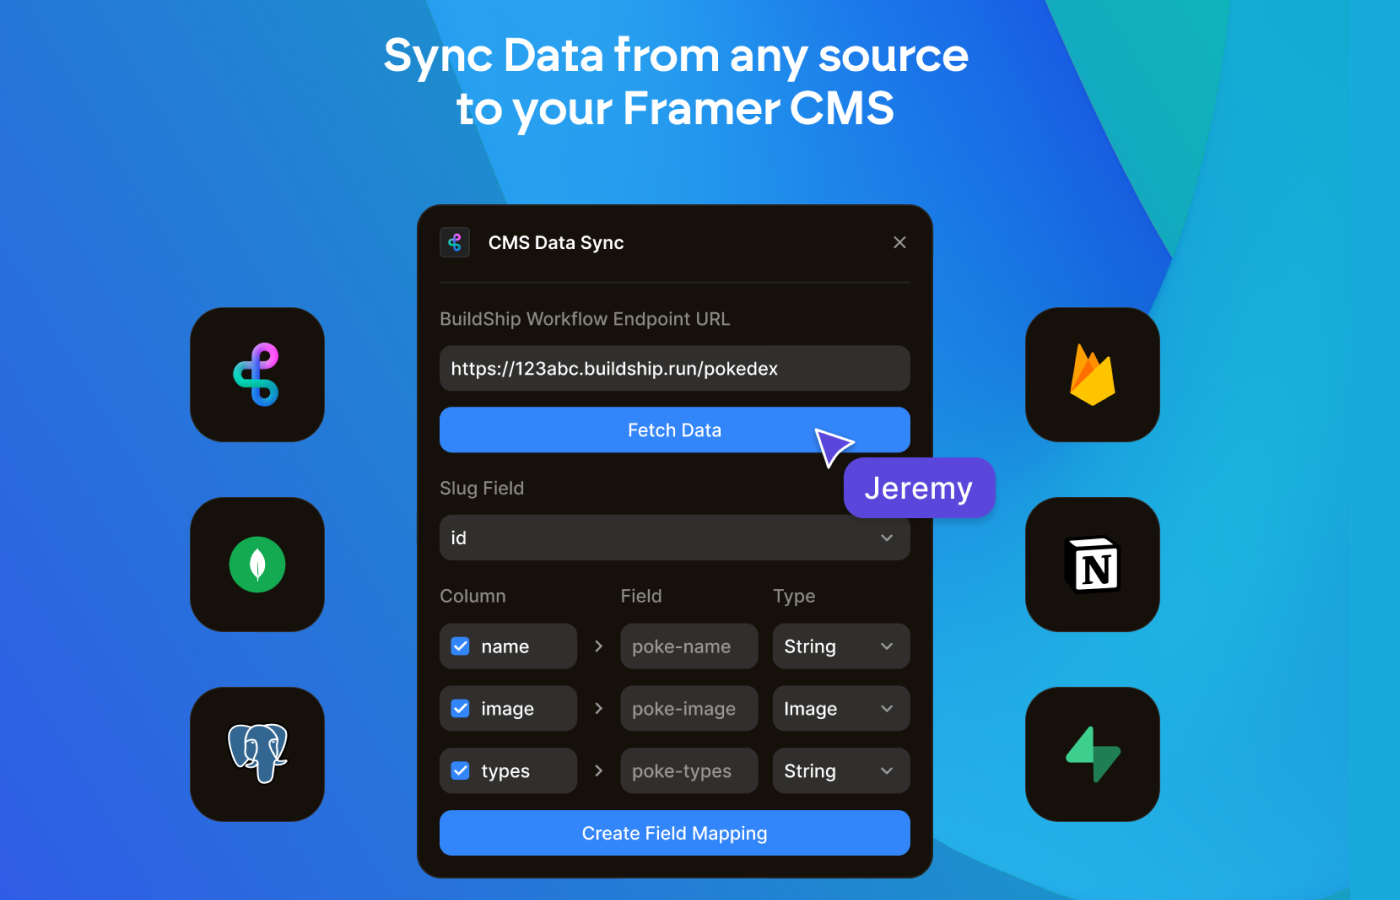 Sync Data from any source
to your Framer CMS
CMS Data Sync
BuildShip Workflow Endpoint URL
https://123abc.buildship.run/pokedex
Fetch Data
Jeremy
Slug Field
id
Column Field Type
name poke-name String
image poke-image Image
types poke-types String
Create Field Mapping
N